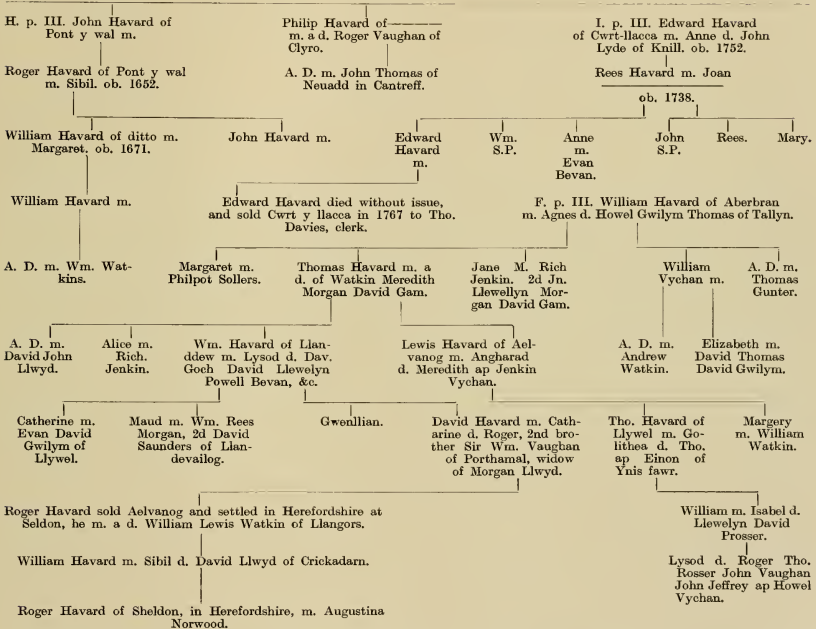 H. p. III. John Havard of
Pont y wal m.
Philip Havard of
m. a d. Roger Vaughan of
Clyro.
I. p. III. Edward Havard
of Cwrt-llacca m. Anne d. John
Lyde of Knill. ob. 1752.
Roger Havard of Pont y wal
m. Sibil. ob. 1652.
A. D. m. John Thomas of
Neuadd in Cantreff.
Rees Havard m. Joan
ob. 1738.
William Havard of ditto m.
Margaret. ob. 1671.
John Havard m.
Edward
Havard
m.
Wm.
S.P.
Anne
m.
Evan
Bevan.
John
S.P.
Rees.
Mary.
William Havard m.
Edward Havard died without issue,
and sold Cwrt y llacca in 1767 to Tho.
Davies, clerk.
F. p. III. William Havard of Aberbran
m. Agnes d. Howel Gwilym Thomas of Tallyn.
A. D. m. Wm. Wat-
kins.
Margaret m.
Philpot Sollers.
Thomas Havard m. a
d. of Watkin Meredith
Morgan David Gam.
Jane M. Rich
Jenkin. 2d Jn.
Llewellyn Mor-
gan David Gam.
William
Vychan m.
A. D. m.
Thomas
Gunter.
A. D. m.
David John
Llwyd.
Alice m.
Rich.
Jenkin.
Wm. Havard of Llan-
ddew m. Lysod d. Dav.
Goch David Llewelyn
Powell Bevan, &c.
Lewis Havard of Ael-
vanog m. Angharad
d. Meredith ap Jenkin
Vychan.
A. D. m.
Andrew
Watkin.
Elizabeth m.
David Thomas
David Gwilym.
Catherine m.
Evan David
Gwilym of
Llywel.
Maud m. Wm. Rees
Morgan, 2d David
Saunders of Llan-
devailog.
Gwenllian.
David Havard m. Cath-
arine d. Roger, 2nd bro-
ther Sir Wm. Vaughan
of Porthamal, widow
of Morgan Llwyd.
Tho. Havard of
Llywel m. Go-
lithea d. Tho.
ap Einon of
Ynis fawr.
Margery
m. William
Watkin.
Roger Havard sold Aelvanog and settled in Herefordshire at
Seldon, he m. a d. William Lewis Watkin of Llangors.
William m. Isabel d.
Llewelyn David
Prosser.
William Havard m. Sibil d. David Llwyd of Crickadarn.
Lysod d. Roger Tho.
Rosser John Vaughan
John Jeffrey ap Howel
Vychan.
Roger Havard of Sheldon, in Herefordshire, m. Augustina
Norwood.